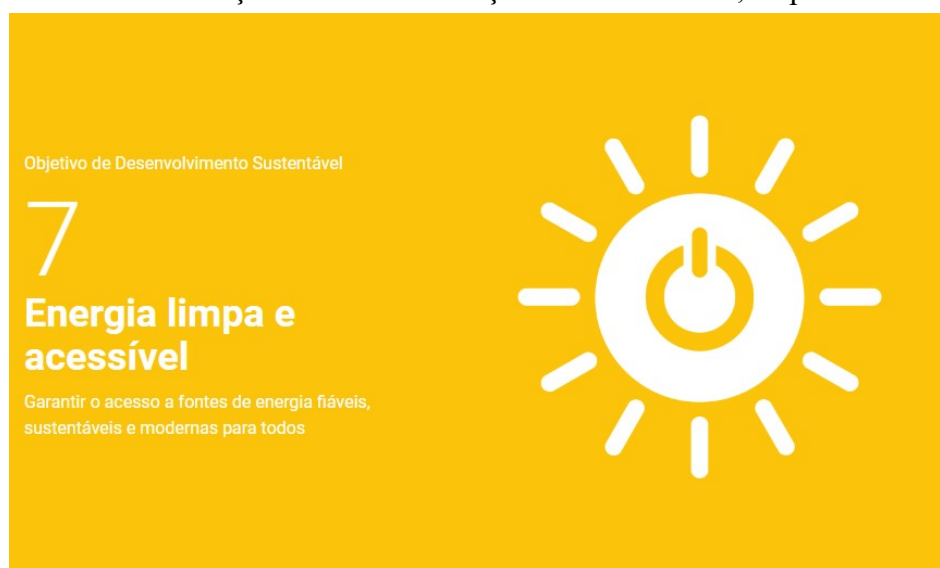 Objetivo de Desenvolvimento Sustentável
7
Energia limpa e
acessível
Garantir o acesso a fontes de energia fiáveis,
sustentáveis e modernas para todos